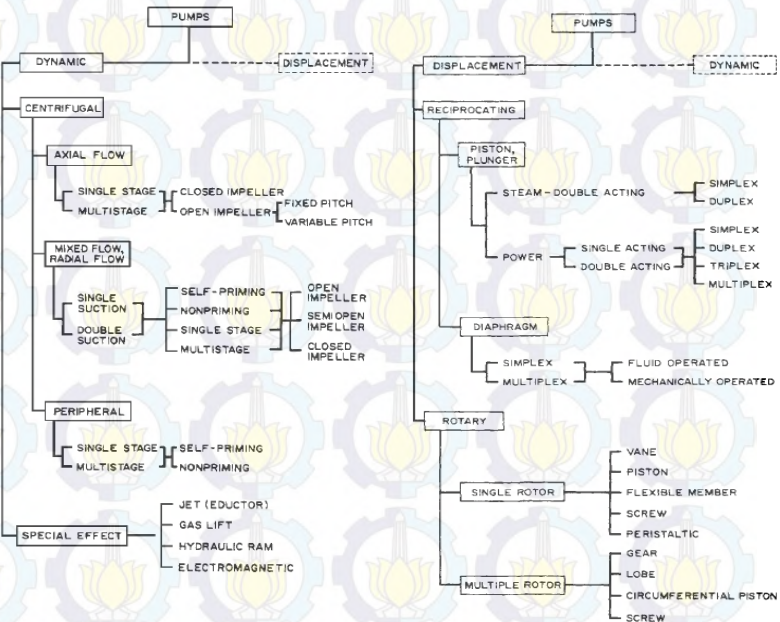 PUMPS
DYNAMIC
DISPLACEMENT
CENTRIFUGAL
AXIAL FLOW
SINGLE STAGE
MULTISTAGE
CLOSED IMPELLER
OPEN IMPELLER
FIXED PITCH
VARIABLE PITCH
MIXED FLOW,
RADIAL FLOW
SINGLE
SUCTION
DOUBLE
SUCTION
SELF-PRIMING
NONPRIMING
SINGLE STAGE
MULTISTAGE
OPEN
IMPELLER
SEMIOPEN
IMPELLER
CLOSED
IMPELLER
PERIPHERAL
SINGLE STAGE
MULTISTAGE
SELF-PRIMING
NONPRIMING
SPECIAL EFFECT
JET (EDUCTOR)
GAS LIFT
HYDRAULIC RAM
ELECTROMAGNETIC
PUMPS
DISPLACEMENT
DYNAMIC
RECIPROCATING
PISTON,
PLUNGER
STEAM-DOUBLE ACTING
SIMPLEX
DUPLEX
POWER
SINGLE ACTING
DOUBLE ACTING
SIMPLEX
DUPLEX
TRIPLEX
MULTIPLEX
DIAPHRAGM
SIMPLEX
MULTIPLEX
FLUID OPERATED
MECHANICALLY OPERATED
ROTARY
SINGLE ROTOR
VANE
PISTON
FLEXIBLE MEMBER
SCREW
PERISTALTIC
MULTIPLE ROTOR
GEAR
LOBE
CIRCUMFERENTIAL PISTON
SCREW